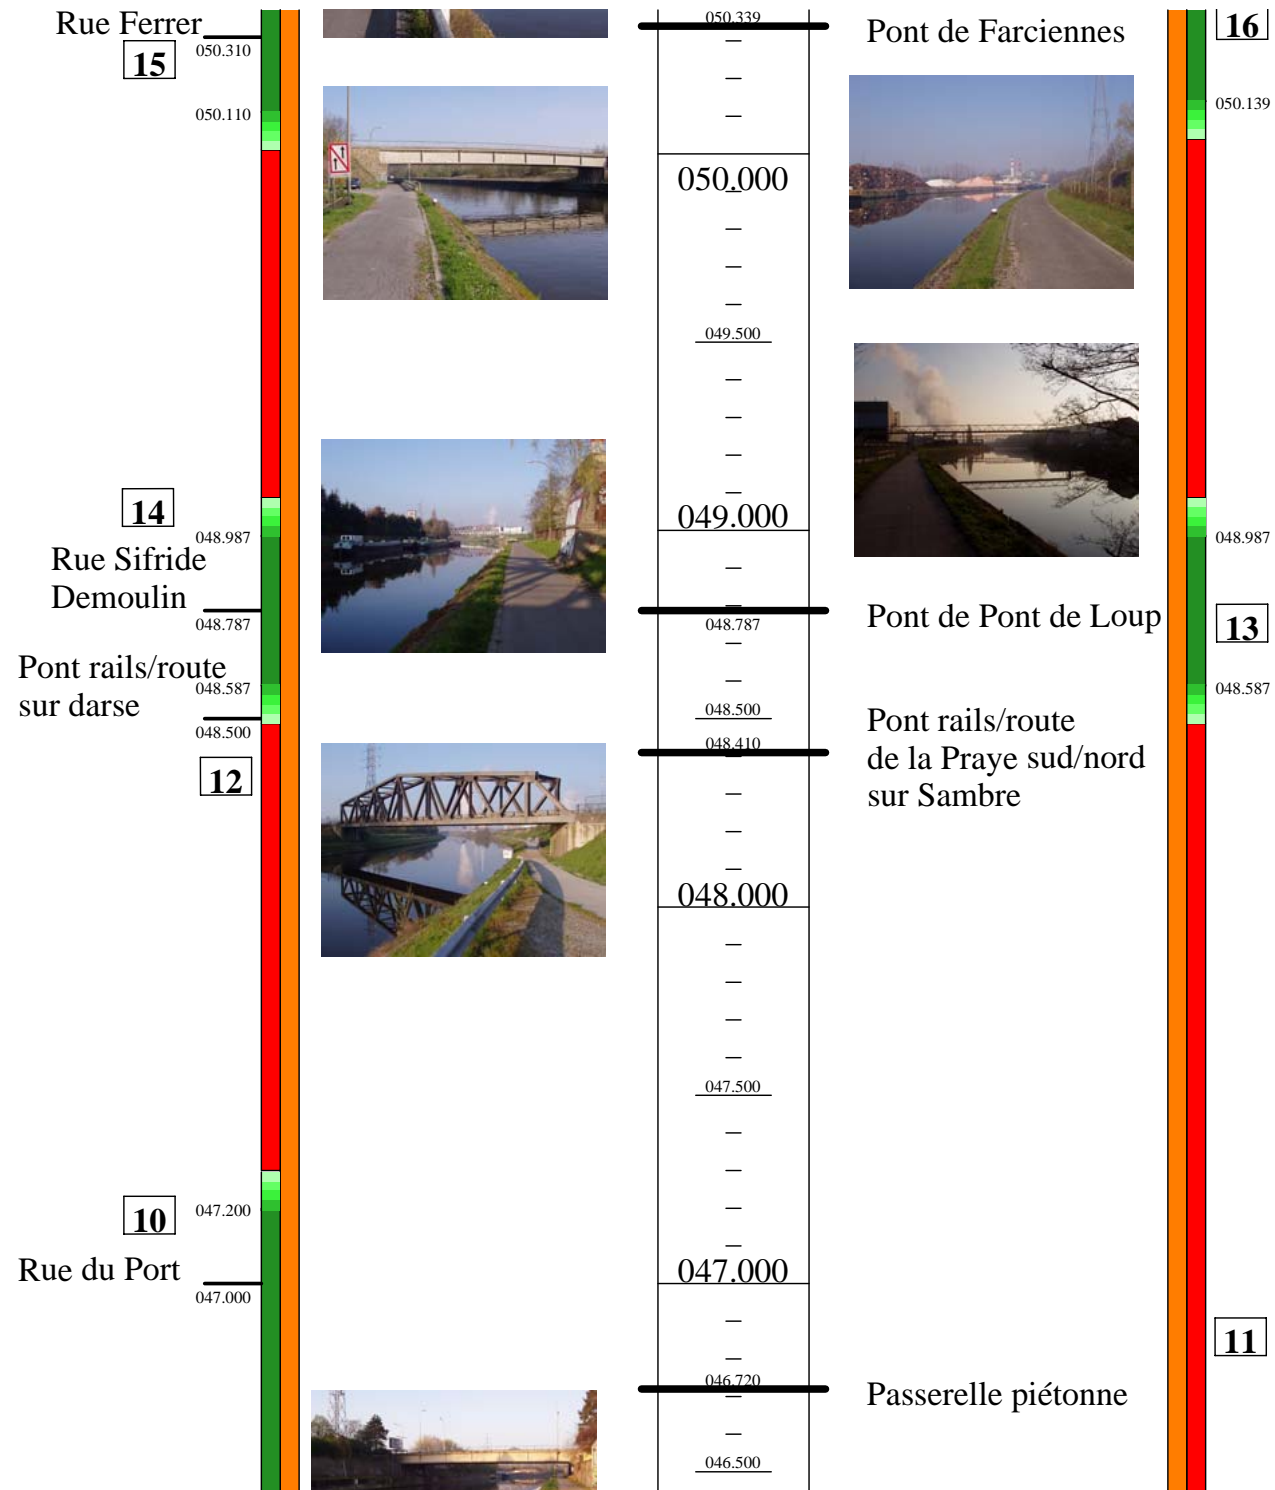 Rue Ferrer
050.310
15
050.110
050.339
Pont de Farciennes
16
050.139
050.000
049.500
14
048.987
Rue Sifride
Demoulin
048.787
049.000
048.987
048.787
Pont de Pont de Loup
13
Pont rails/route
sur darse
048.587
048.500
12
048.500
048.410
048.587
Pont rails/route
de la Praye sud/nord
sur Sambre
048.000
047.500
10
047.200
Rue du Port
047.000
047.000
11
046.720
Passerelle piétonne
046.500